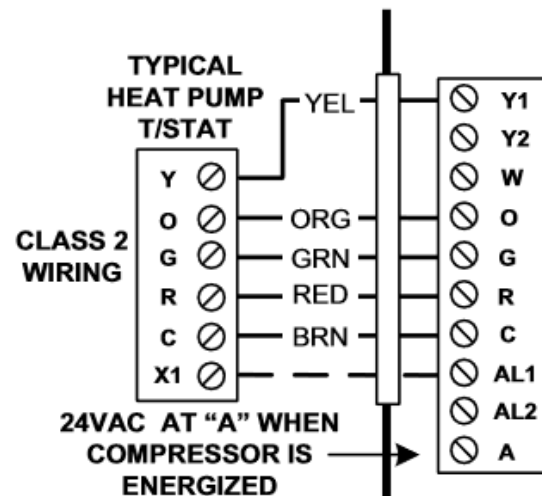 TYPICAL
HEAT PUMP
T/STAT
CLASS 2
WIRING
Y
O
G
R
C
X1
YEL
ORG
GRN
RED
BRN
Y1
Y2
W
O
G
R
C
AL1
AL2
A
24VAC AT “A” WHEN
COMPRESSOR IS
ENERGIZED